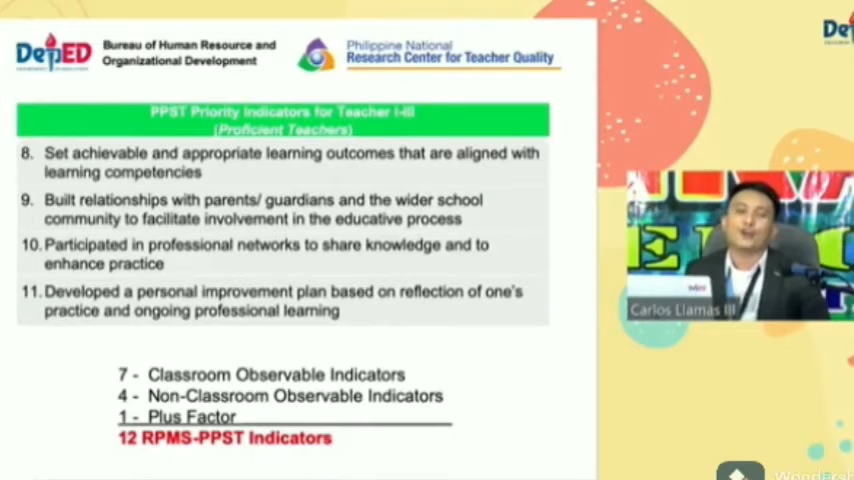 DepED
Bureau of Human Resource and
Organizational Development
Philippine National
Research Center for Teacher Quality
PPST Priority Indicators for Teacher I-III
(Proficient Teachers)
8. Set achievable and appropriate learning outcomes that are aligned with
learning competencies
9. Built relationships with parents/ guardians and the wider school
community to facilitate involvement in the educative process
10. Participated in professional networks to share knowledge and to
enhance practice
11. Developed a personal improvement plan based on reflection of one's
practice and ongoing professional learning
7 - Classroom Observable Indicators
4 - Non-Classroom Observable Indicators
1 - Plus Factor
12 RPMS-PPST Indicators
Carlos Llamas III